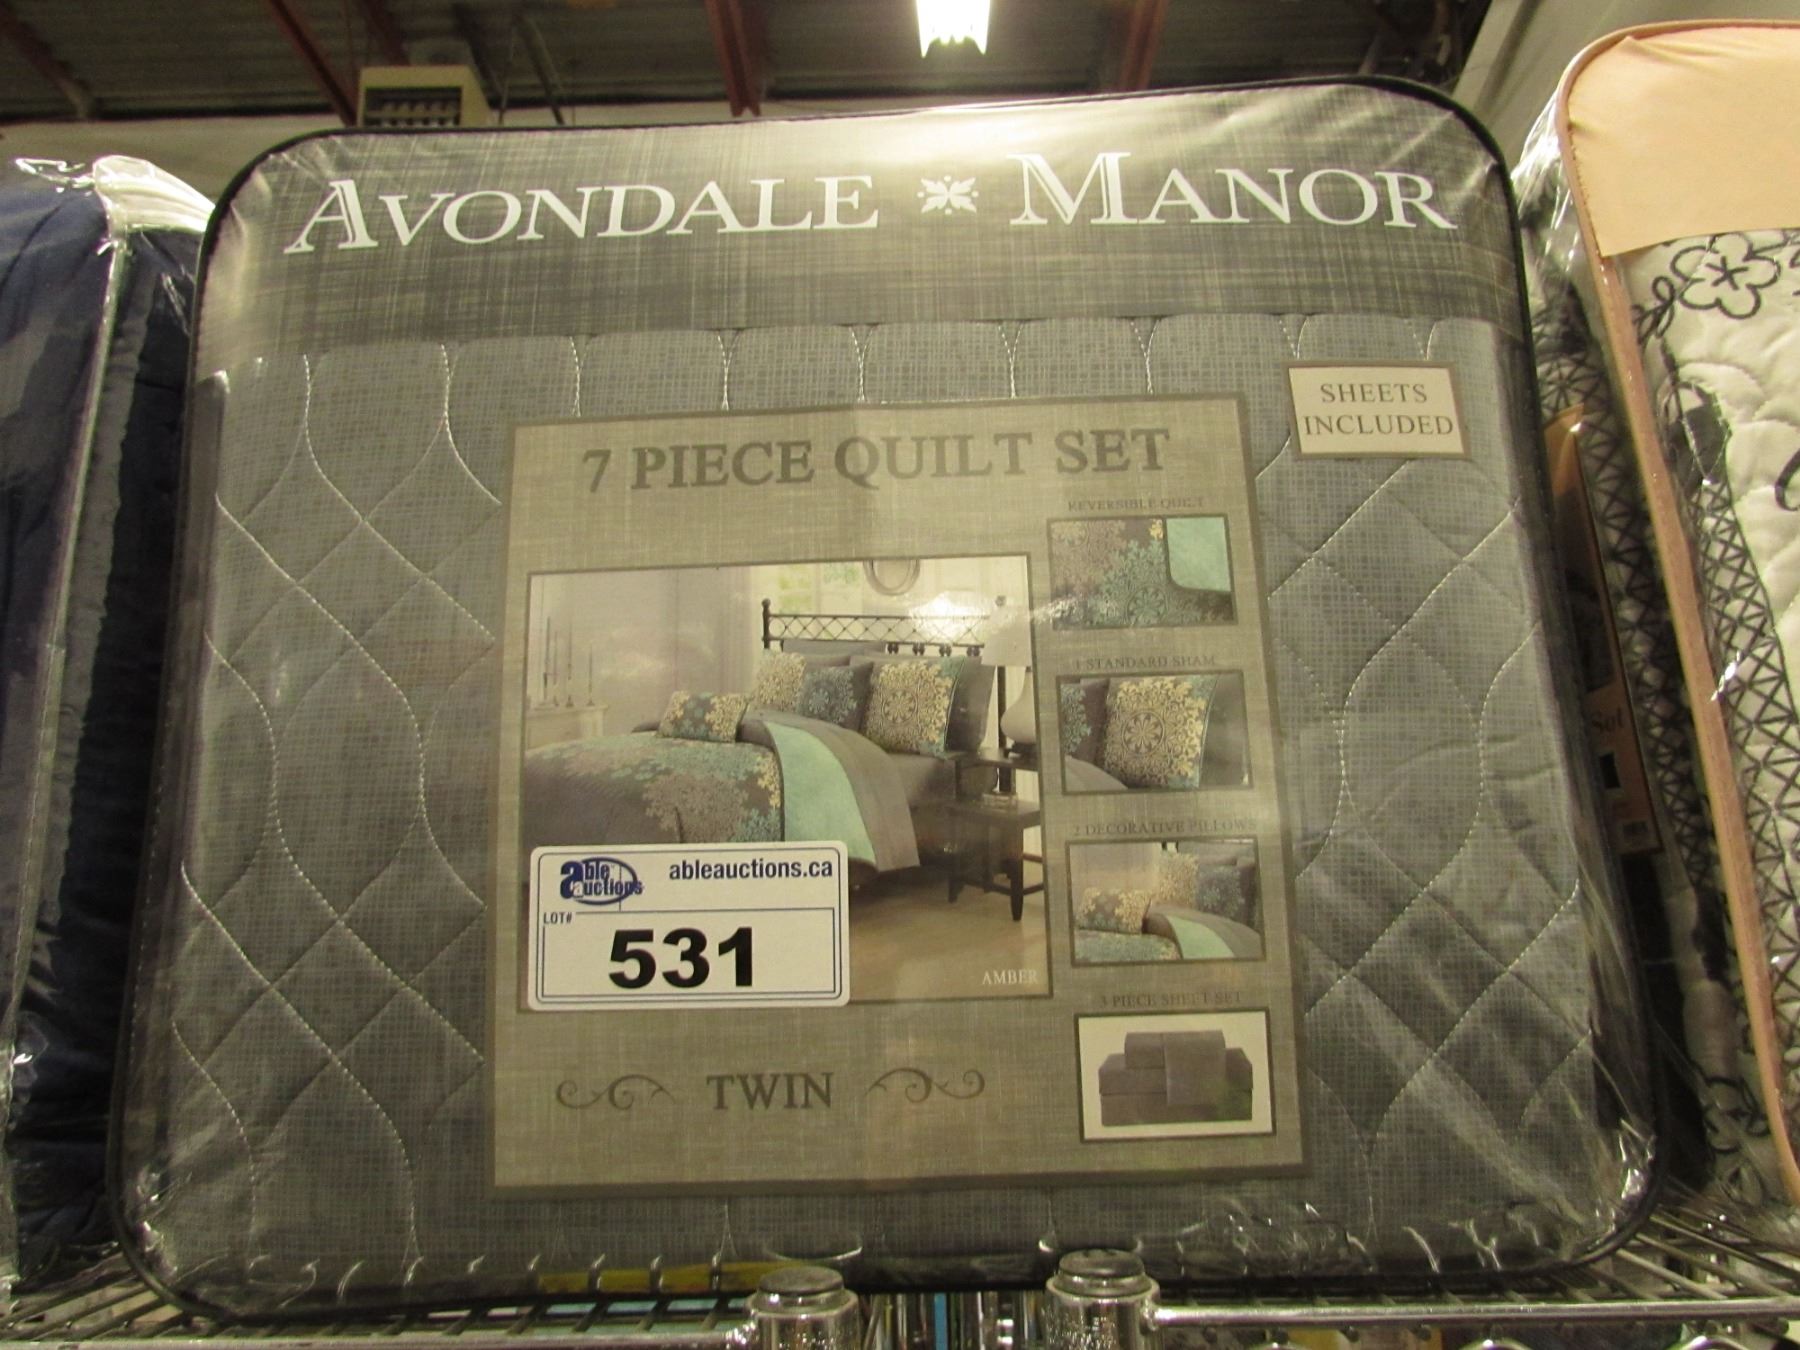 AVONDALE MANOR
SHEETS
INCLUDED
7 PIECE QUILT SET
REVERSIBLE QUILT
1 STANDARD SHAM
2 DECORATIVE PILLOWS
3 PIECE SHEET SET
AMBER
TWIN
able auctions
ableauctions.ca
LOT#
531
Set